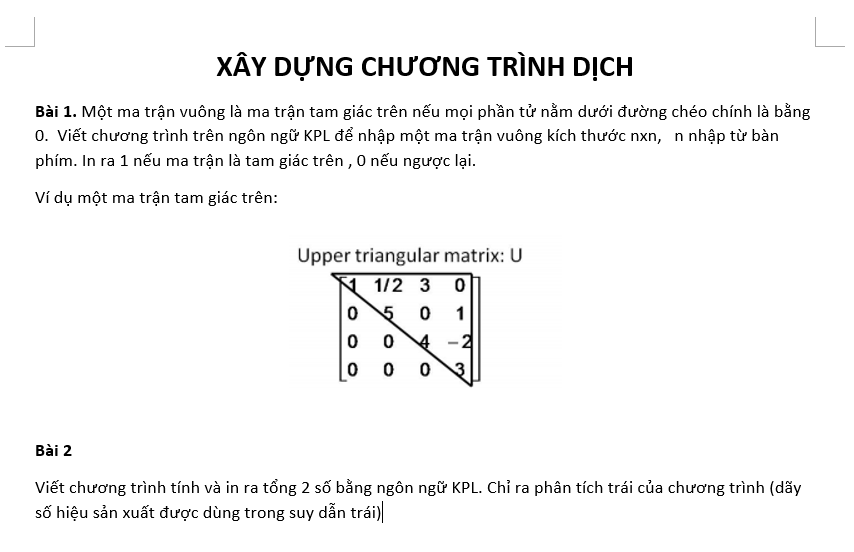 XÂY DỰNG CHƯƠNG TRÌNH DỊCH
Bài 1. Một ma trận vuông là ma trận tam giác trên nếu mọi phần tử nằm dưới đường chéo chính là bằng
0.  Viết chương trình trên ngôn ngữ KPL để nhập một ma trận vuông kích thước nxn,   n nhập từ bàn
phím. In ra 1 nếu ma trận là tam giác trên , 0 nếu ngược lại.
Ví dụ một ma trận tam giác trên:
Upper triangular matrix: U
1 1/2 3 0
0 5 0 1
0 0 4 -2
0 0 0 3
Bài 2
Viết chương trình tính và in ra tổng 2 số bằng ngôn ngữ KPL. Chỉ ra phân tích trái của chương trình (dãy
số hiệu sản xuất được dùng trong suy dẫn trái)